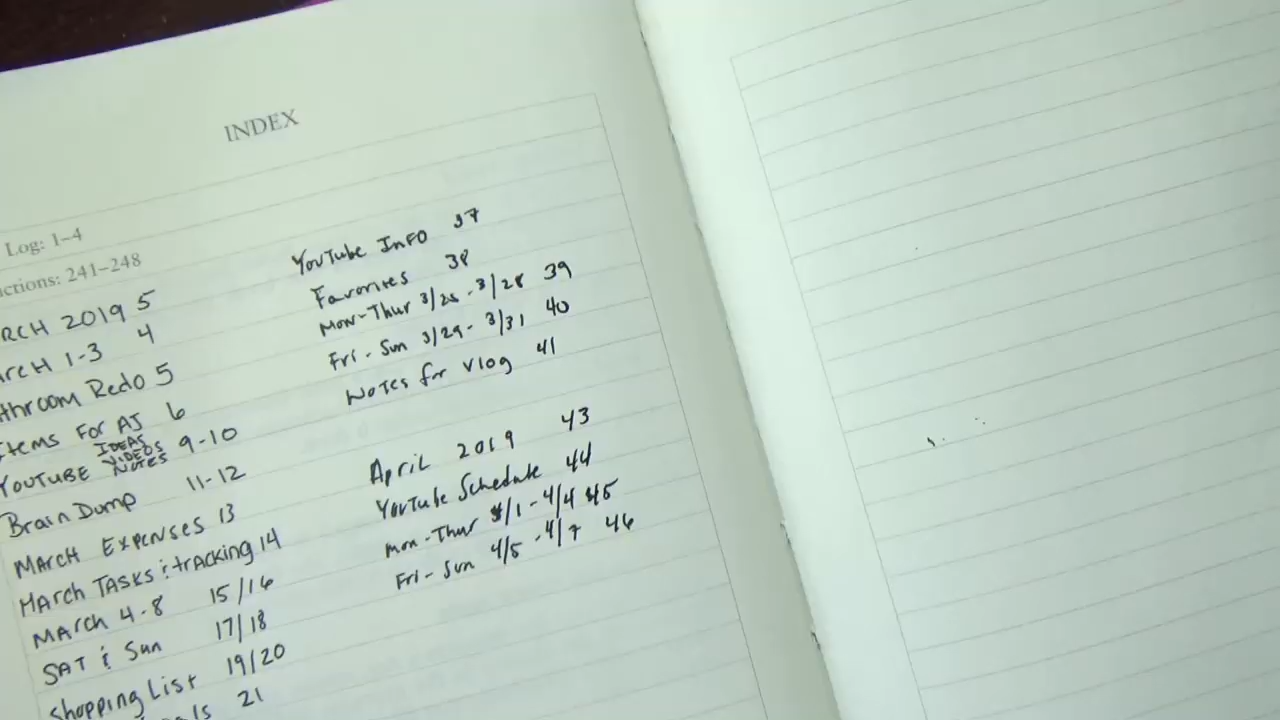 INDEX
Log: 1-4
ctions: 241-248
RCH 2019 5
rcH 1-3 4
throom Redo 5
Items For AJ 6
YOUTUBE IDEAS VIDEOS NOTES 9-10
Brain Dump 11-12
MARCH EXPENSES 13
MARCH TASKS & tRACKING 14
MARCH 4-8 15/16
SAT & Sun 17/18
Shopping List 19/20
als 21
YouTube InFO 37
Favorites 38
Mon-Thur 3/25-3/28 39
Fri-Sun 3/29-3/31 40
Notes for Vlog 41
April 2019 43
YouTube Schedule 44
Mon-Thur 4/1-4/4 45
Fri-Sun 4/5-4/7 46